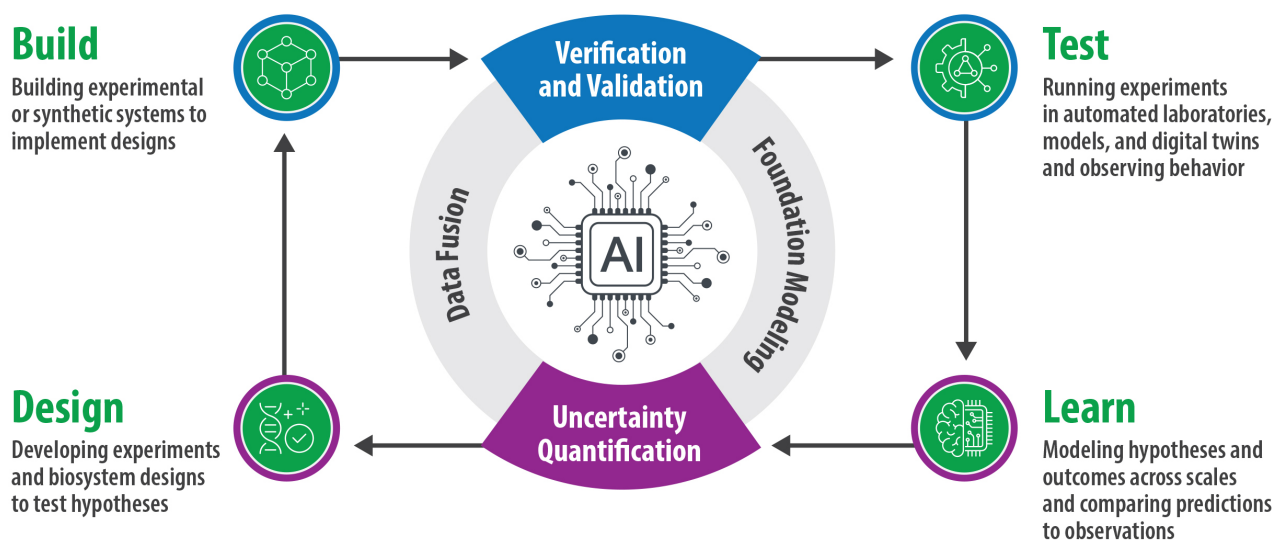 Build
Building experimental
or synthetic systems to
implement designs
Verification
and Validation
Test
Running experiments
in automated laboratories,
models, and digital twins
and observing behavior
Data Fusion
AI
Foundation Modeling
Design
Developing experiments
and biosystem designs
to test hypotheses
Uncertainty
Quantification
Learn
Modeling hypotheses and
outcomes across scales
and comparing predictions
to observations